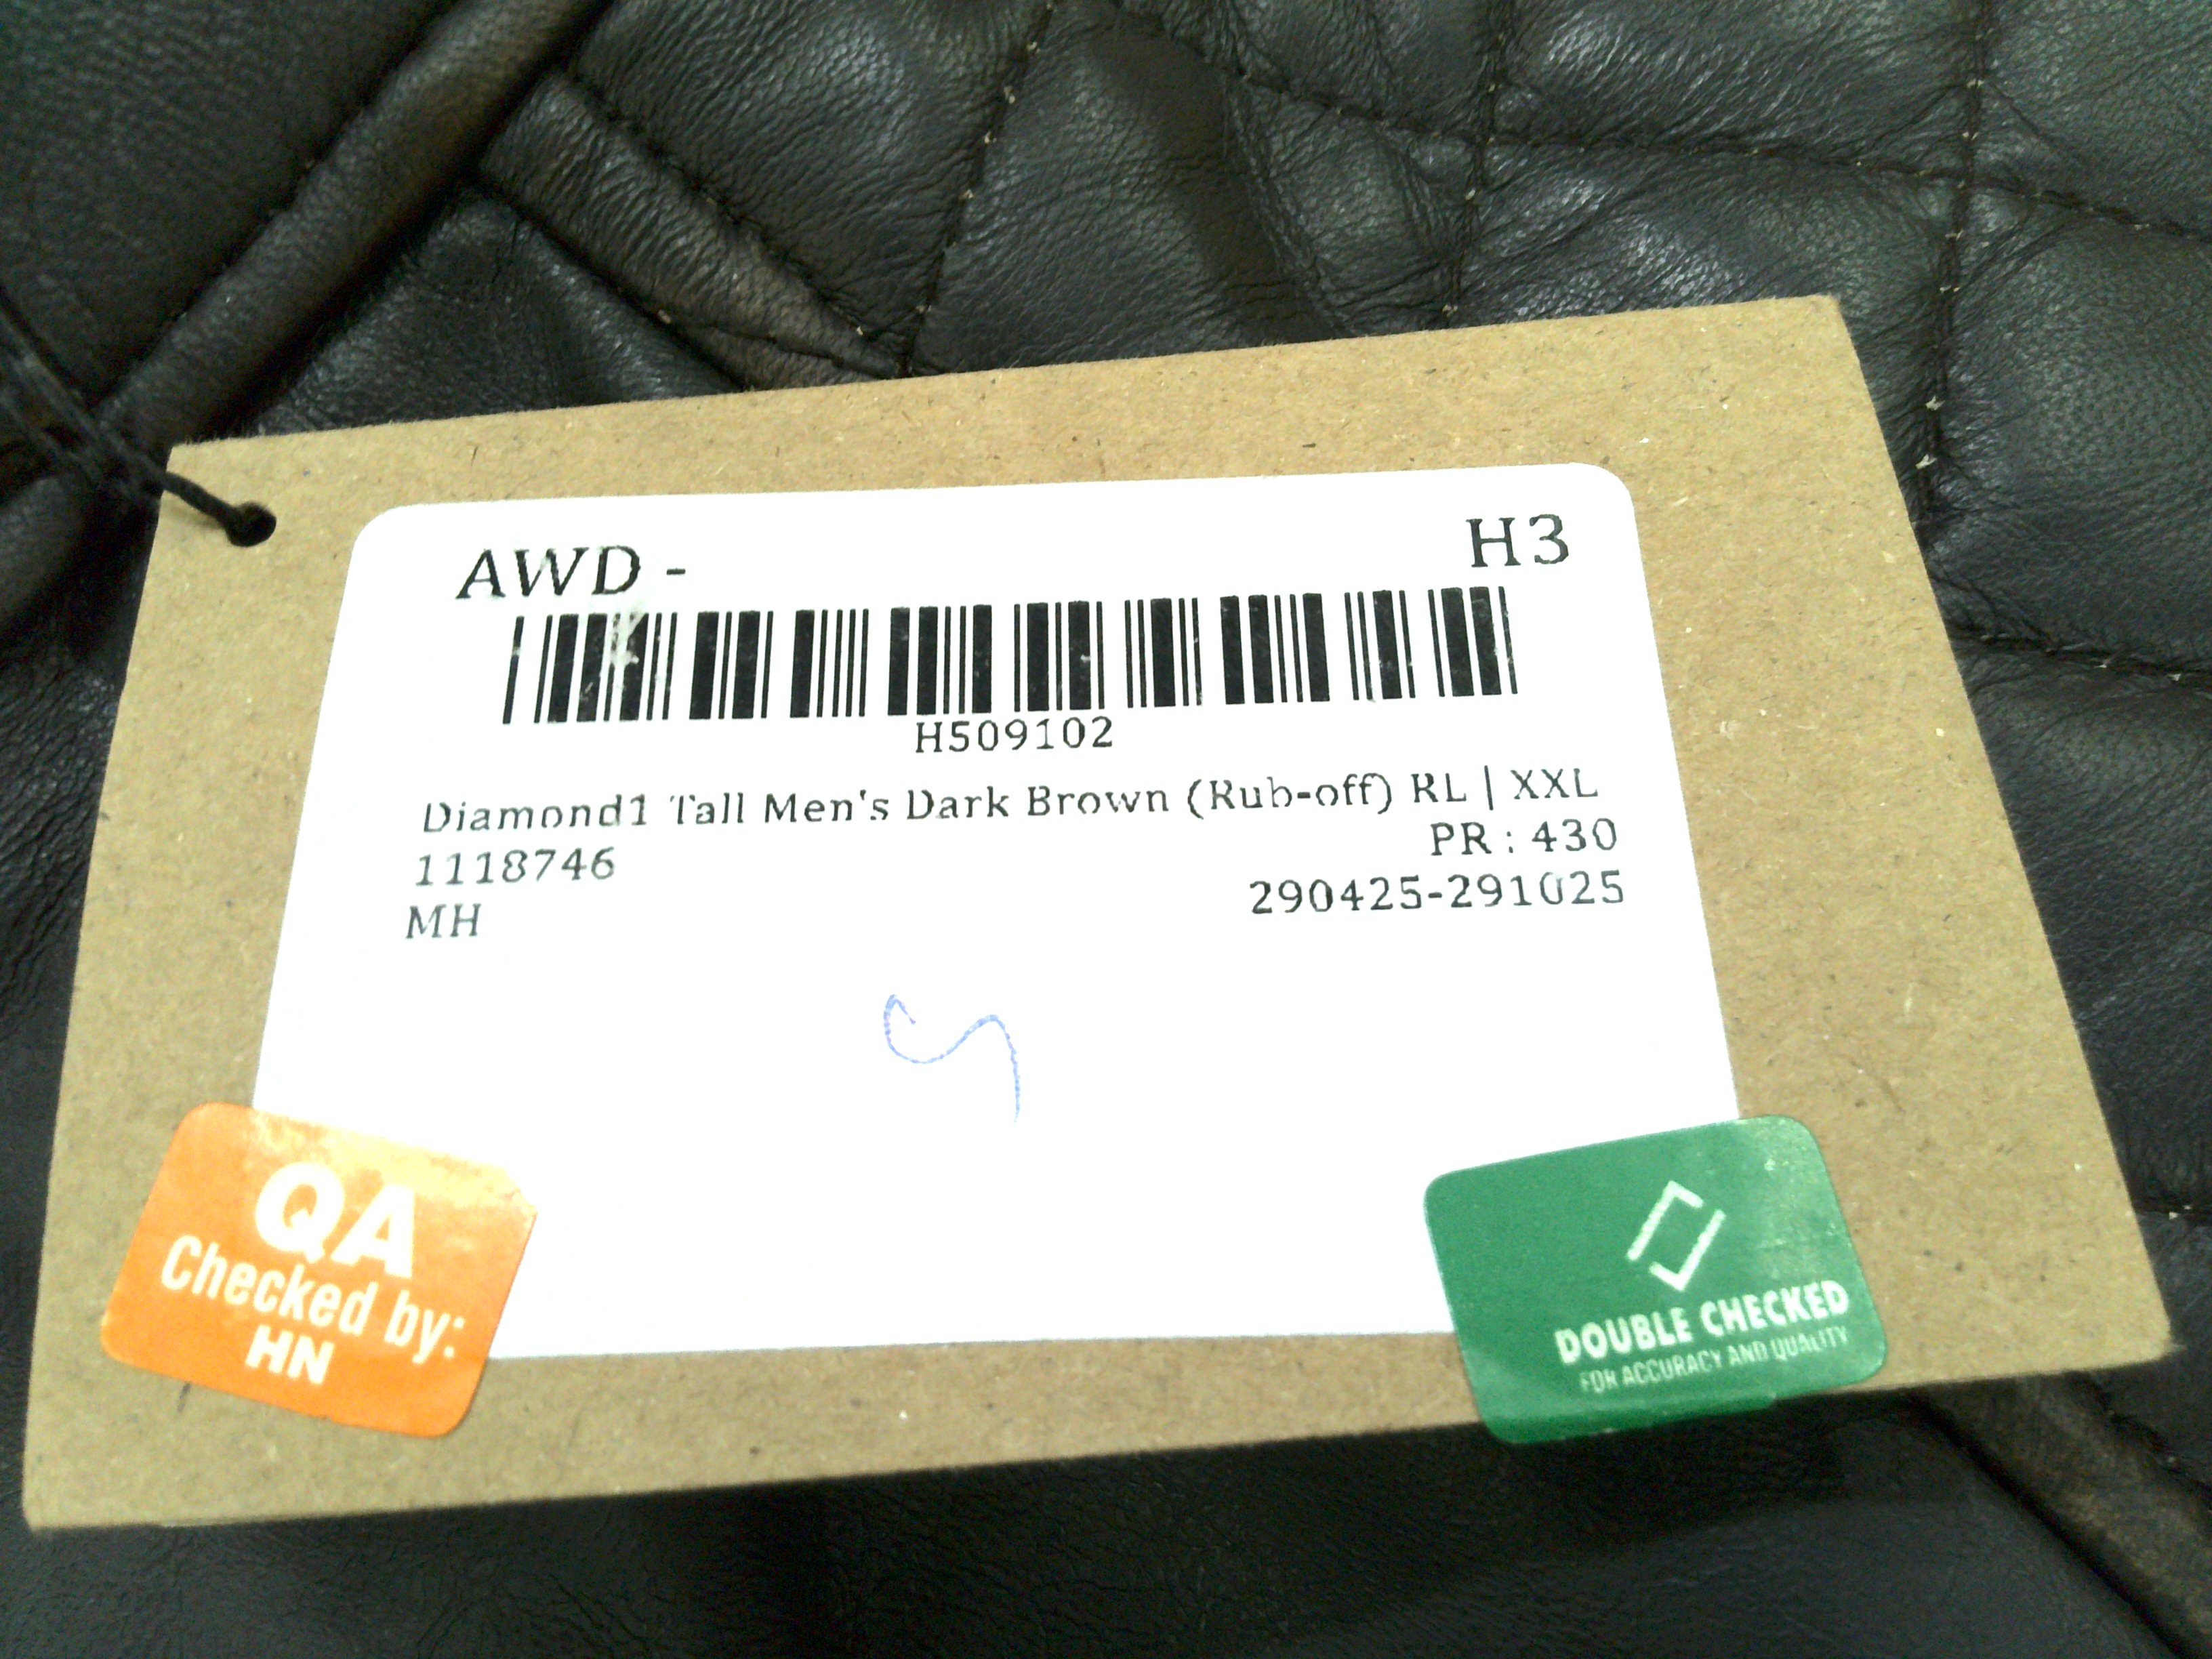 AWD - H3
H509102
Diamond1 Tall Men's Dark Brown (Rub-off) RL | XXL
1118746 PR : 430
MH 290425-291025
QA
Checked by:
HN
DOUBLE CHECKED
FOR ACCURACY AND QUALITY